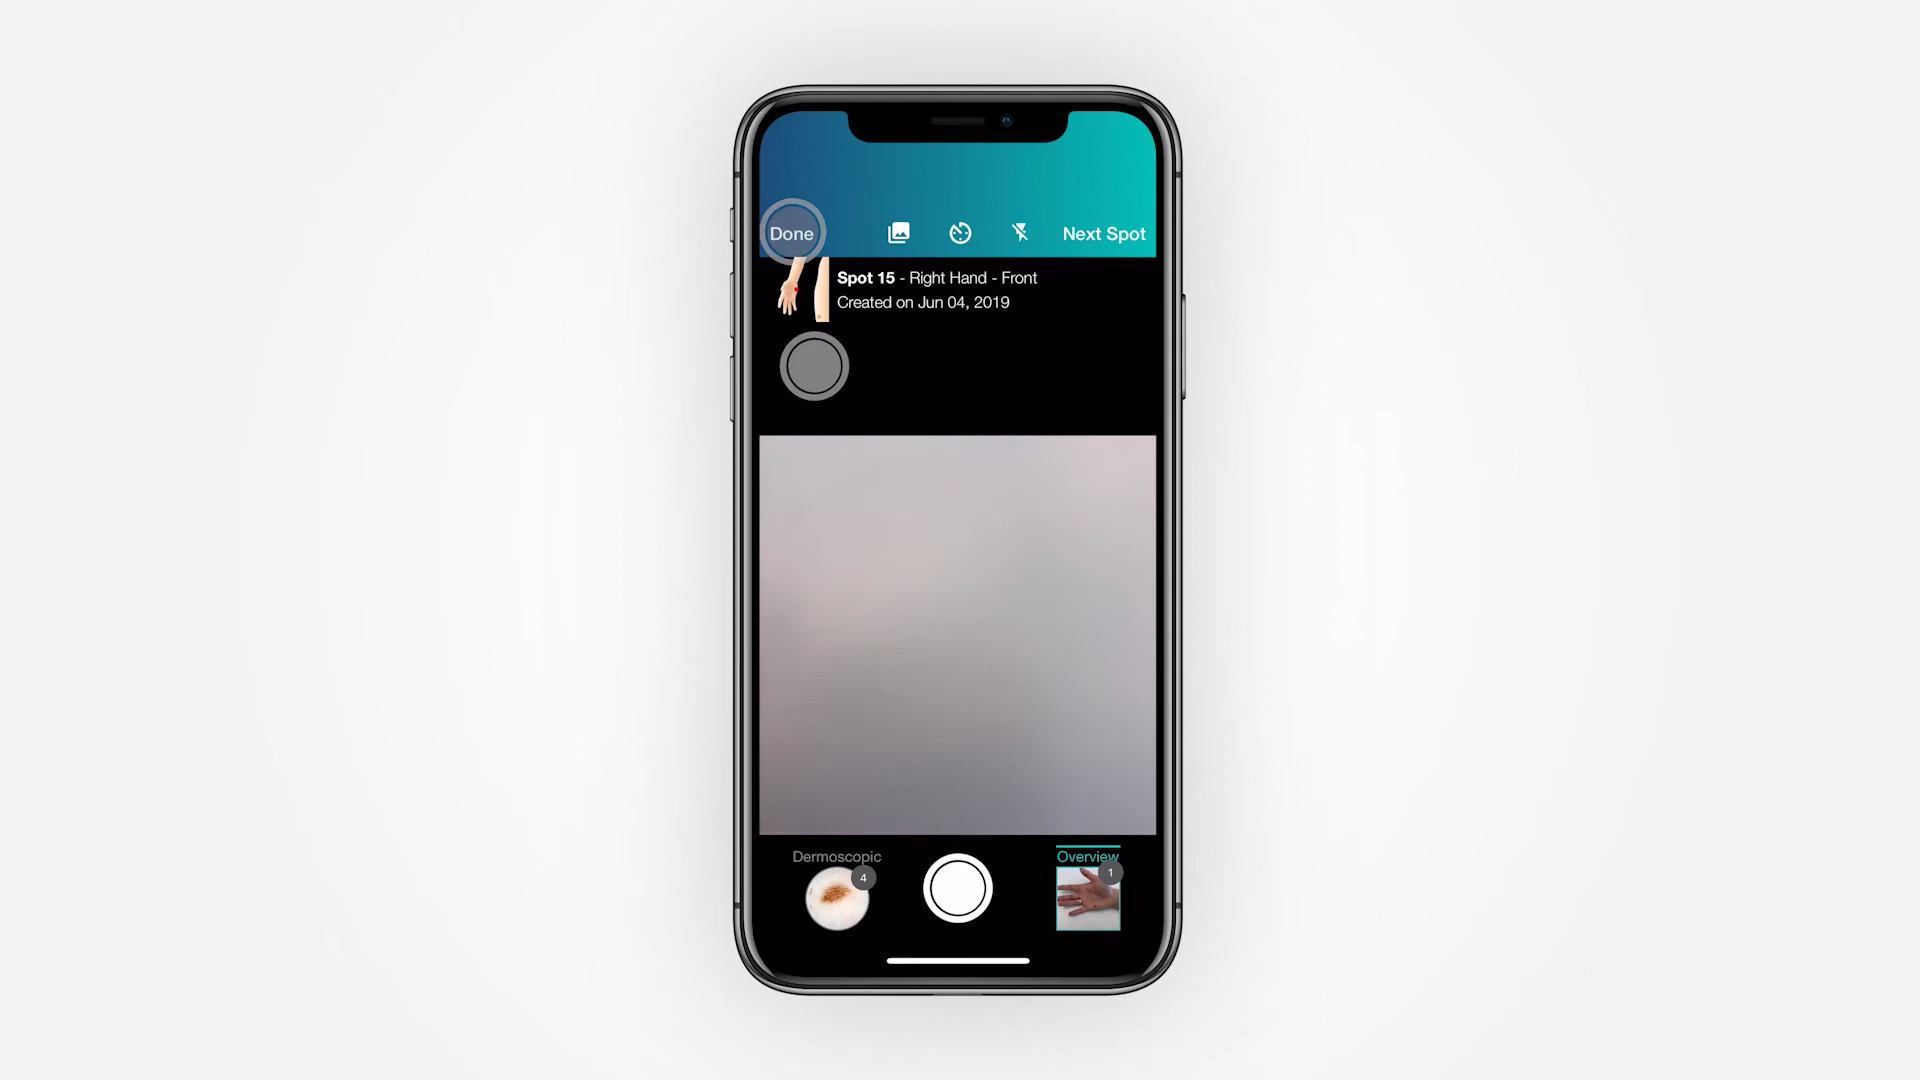 Done
Next Spot
Spot 15 - Right Hand - Front
Created on Jun 04, 2019
Dermoscopic
4
Overview
1